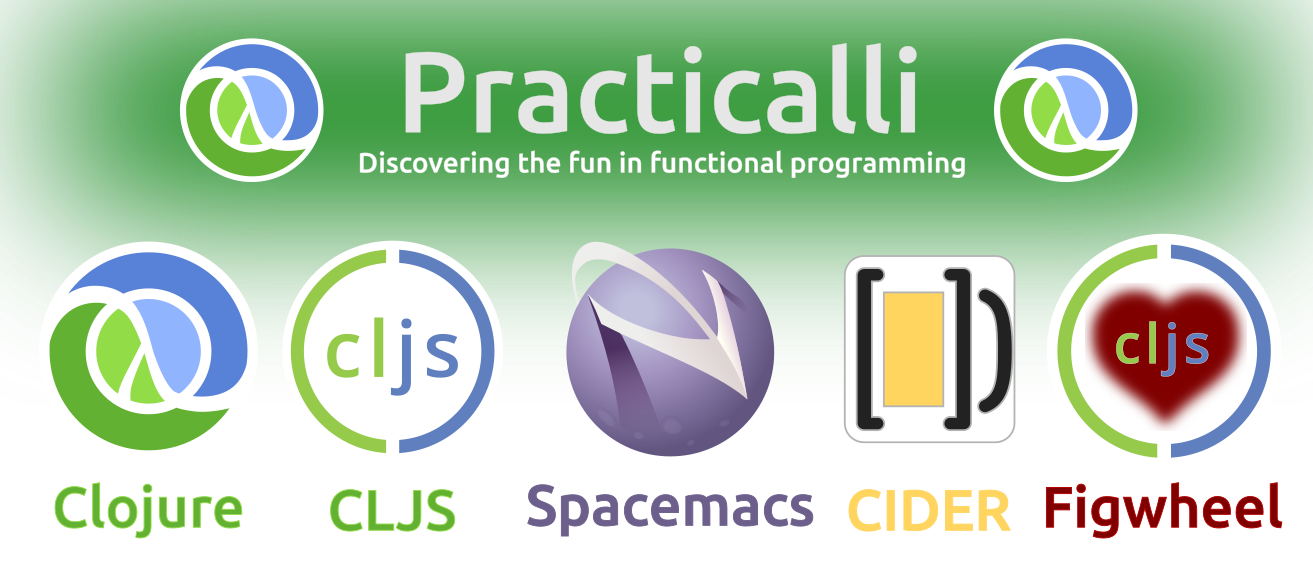 Practicalli
Discovering the fun in functional programming
cljs
cljs
Clojure CLJS Spacemacs CIDER Figwheel